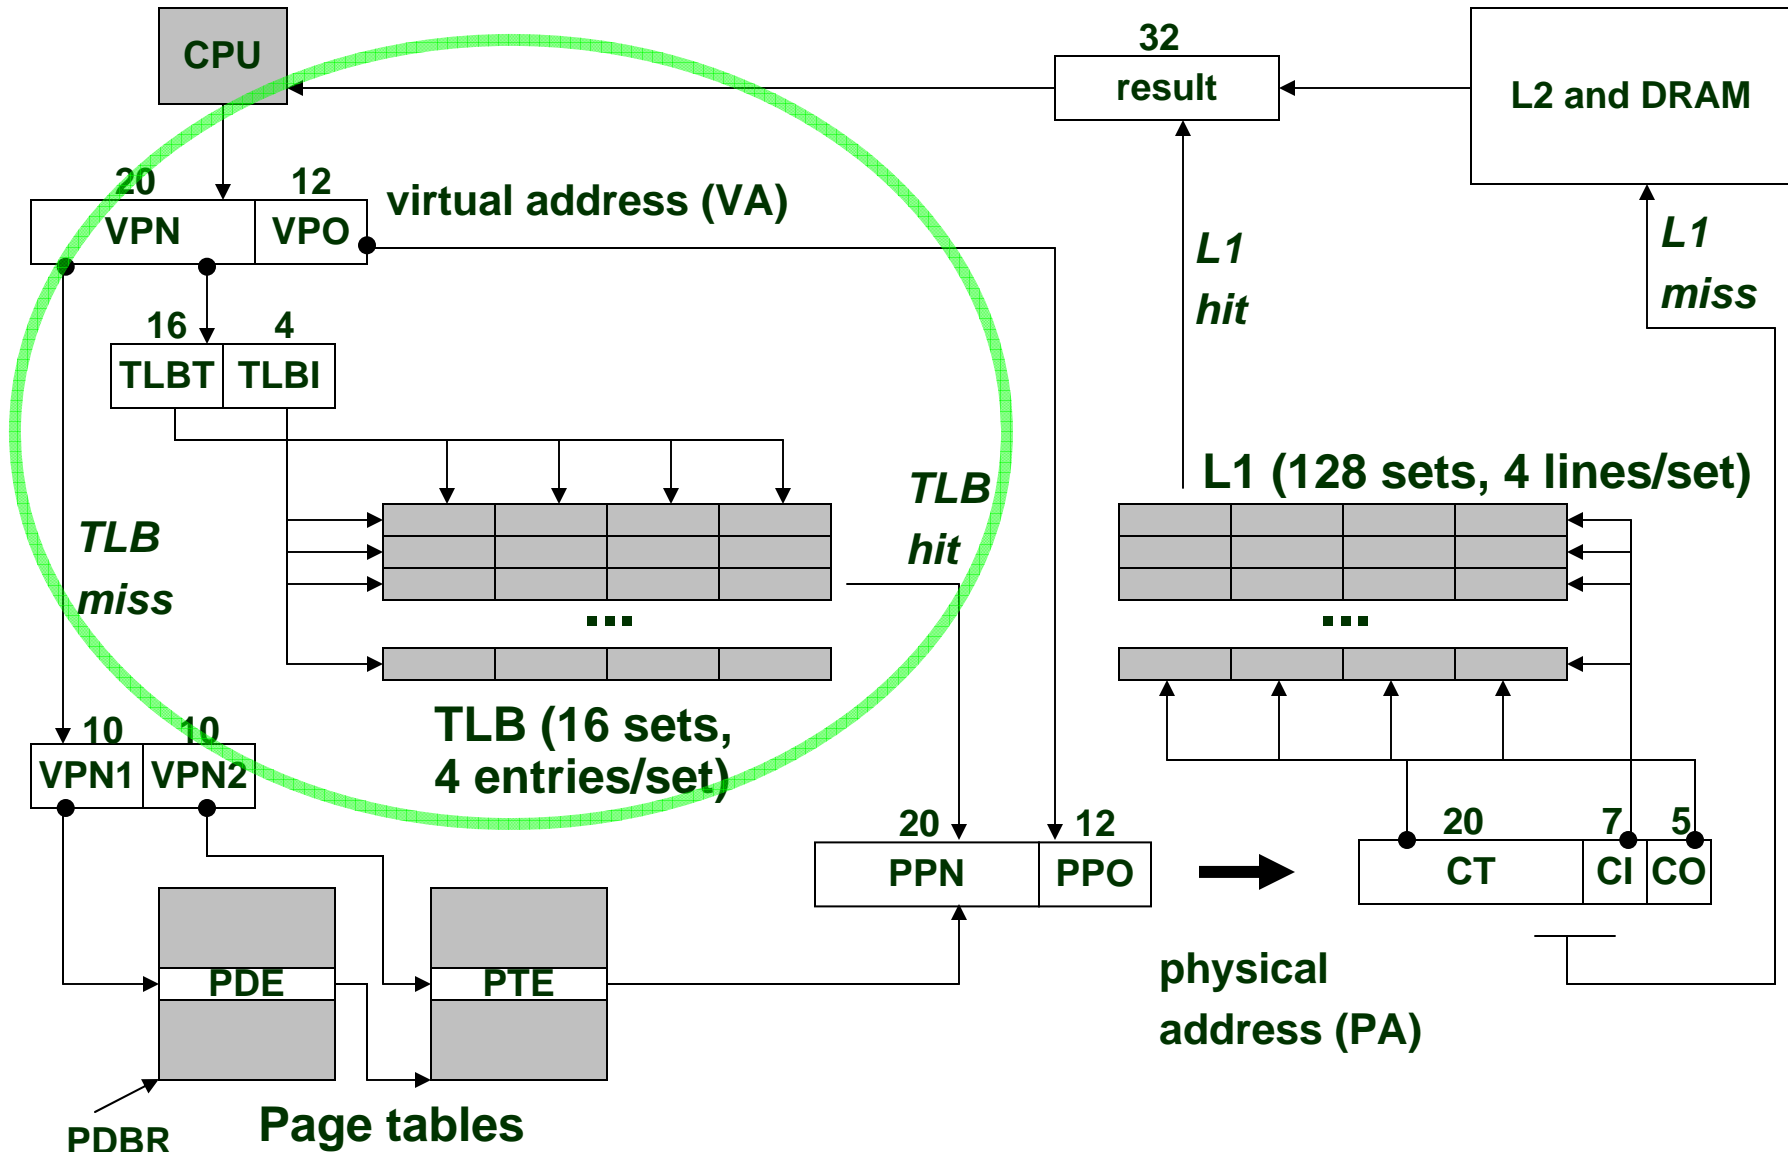 CPU
32
result
L2 and DRAM
20
12
VPN
VPO
virtual address (VA)
L1
hit
L1
miss
16
4
TLBT
TLBI
TLB
miss
TLB
hit
L1 (128 sets, 4 lines/set)
...
...
TLB (16 sets,
4 entries/set)
10
10
VPN1
VPN2
20
12
PPN
PPO
20
7
5
CT
CI
CO
PDE
PTE
physical
address (PA)
PDBR
Page tables